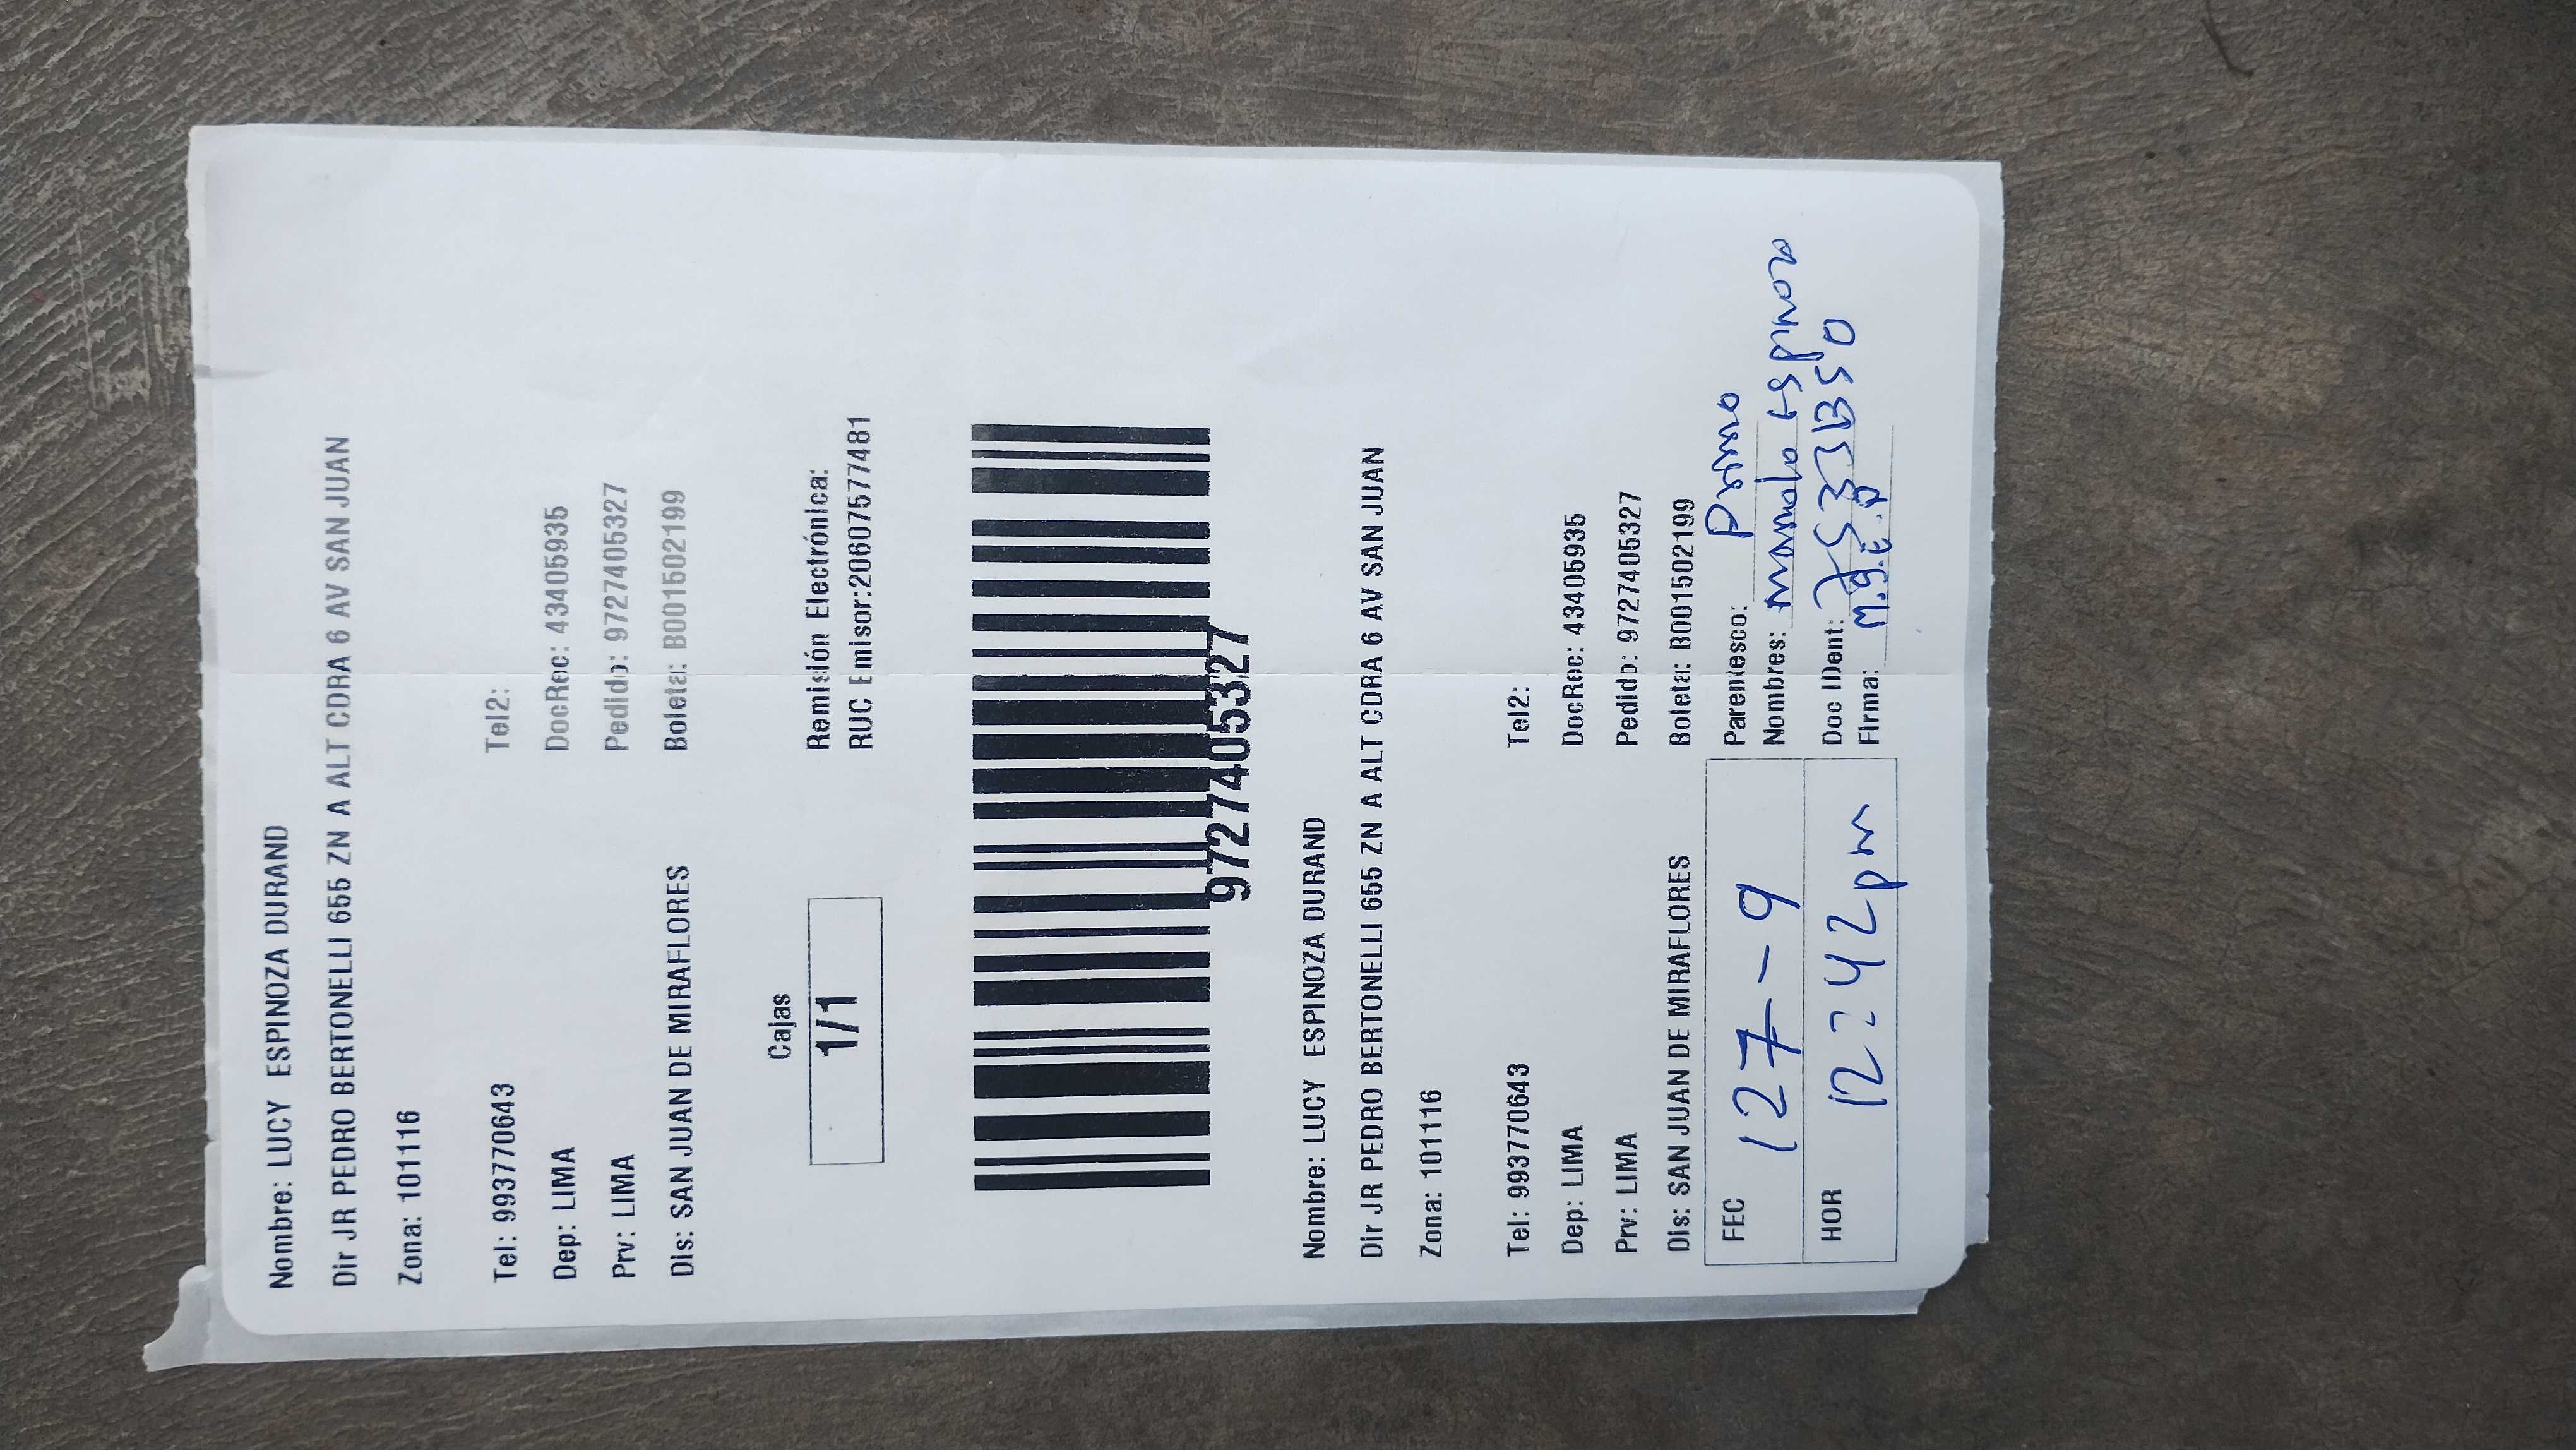 Nombre: LUCY ESPINOZA DURAND
Dir JR PEDRO BERTONELLI 655 ZN A ALT CDRA 6 AV SAN JUAN
Zona: 101116
Tel: 993770643 Tel2:
Dep: LIMA DocRec: 43405935
Prv: LIMA Pedido: 9727405327
Dis: SAN JUAN DE MIRAFLORES Boleta: B001502199
Cajas
1/1
Remisión Electrónica:
RUC Emisor:20607577481
9727405327
Nombre: LUCY ESPINOZA DURAND
Dir JR PEDRO BERTONELLI 655 ZN A ALT CDRA 6 AV SAN JUAN
Zona: 101116
Tel: 993770643 Tel2:
Dep: LIMA DocRec: 43405935
Prv: LIMA Pedido: 9727405327
Dis: SAN JUAN DE MIRAFLORES Boleta: B001502199
FEC 127-9
HOR 12242pm
Parentesco: Primo
Nombres: manolo espinoza
Doc IDent:
Firma: M.g.E.D